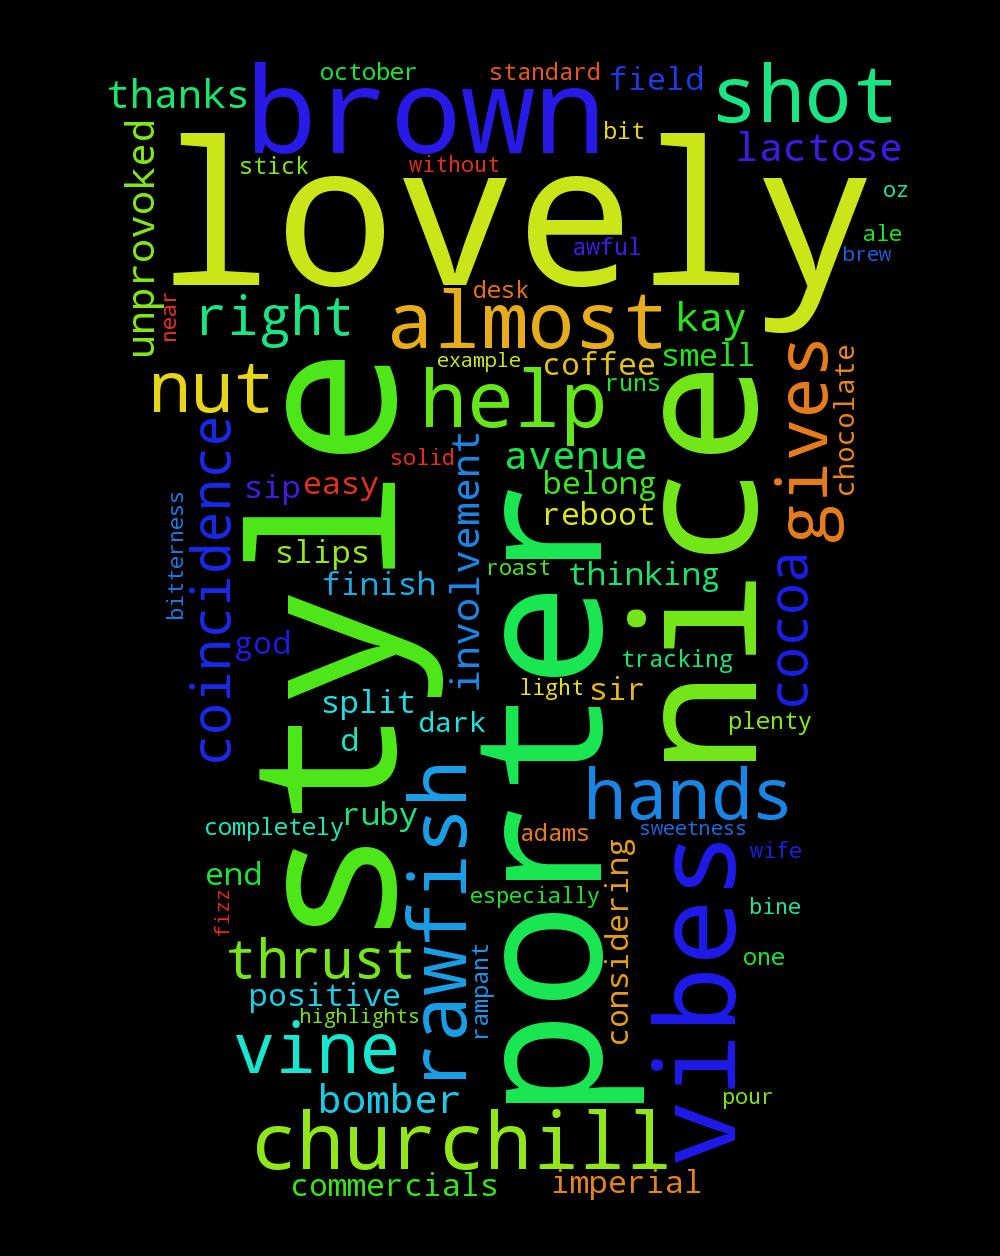 october
standard
field
thanks
brown
shot
bit
lactose
unprovoked
stick
without
lovely
oz
ale
awful
brew
near
desk
right
almost
kay
example
coffee
smell
nut
help
runs
gives
chocolate
style
nice
coincidence
solid
involvement
avenue
sip
easy
belong
bitterness
reboot
porter
slips
roast
thinking
finish
cocoa
god
tracking
light
sir
split
dark
plenty
d
rawfish
hands
ruby
completely
adams
sweetness
vibes
wife
considering
end
especially
fizz
bine
thrust
rampant
one
positive
highlights
vine
bomber
pour
churchill
commercials
imperial